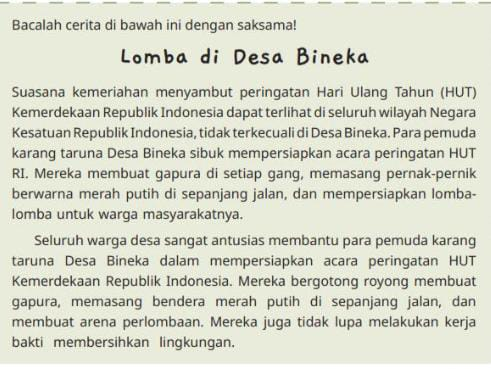 Bacalah cerita di bawah ini dengan saksama!
Lomba di Desa Bineka
Suasana kemeriahan menyambut peringatan Hari Ulang Tahun (HUT)
Kemerdekaan Republik Indonesia dapat terlihat di seluruh wilayah Negara
Kesatuan Republik Indonesia, tidak terkecuali di Desa Bineka. Para pemuda
karang taruna Desa Bineka sibuk mempersiapkan acara peringatan HUT
RI. Mereka membuat gapura di setiap gang, memasang pernak-pernik
berwarna merah putih di sepanjang jalan, dan mempersiapkan lomba-
lomba untuk warga masyarakatnya.
Seluruh warga desa sangat antusias membantu para pemuda karang
taruna Desa Bineka dalam mempersiapkan acara peringatan HUT
Kemerdekaan Republik Indonesia. Mereka bergotong royong membuat
gapura, memasang bendera merah putih di sepanjang jalan, dan
membuat arena perlombaan. Mereka juga tidak lupa melakukan kerja
bakti membersihkan lingkungan.